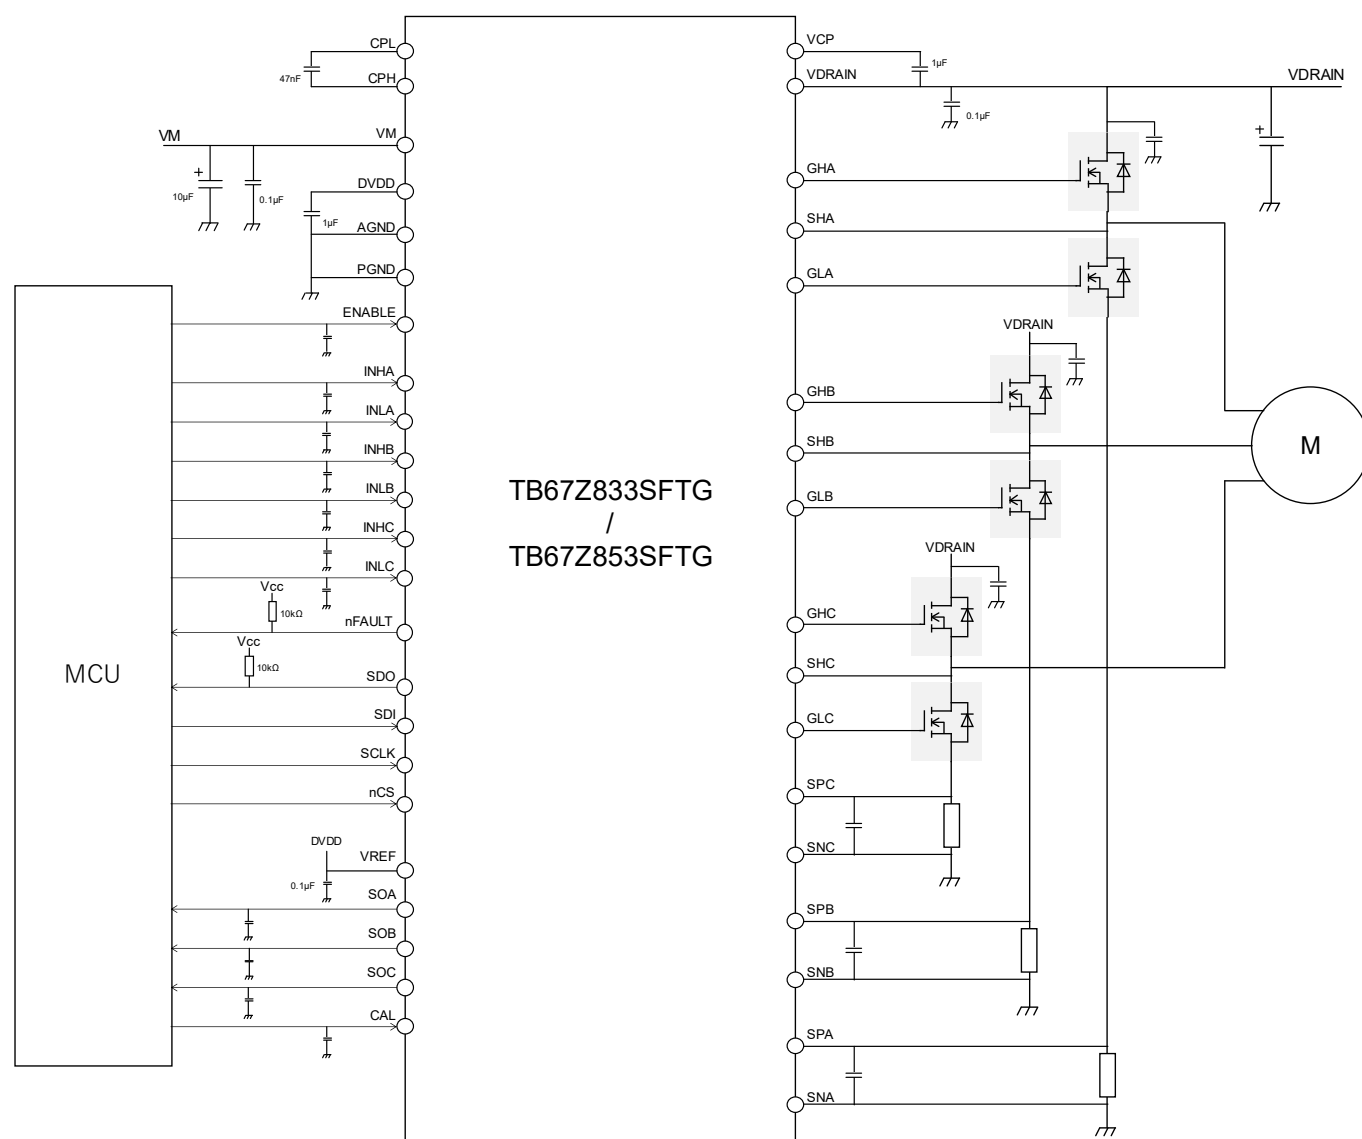 CPL
47nF
CPH
VM
VM
10µF
0.1µF
DVDD
1µF
AGND
PGND
ENABLE
INHA
INLA
INHB
INLB
INHC
INLC
Vcc
10kΩ
nFAULT
Vcc
10kΩ
SDO
MCU
SDI
SCLK
nCS
DVDD
VREF
0.1µF
SOA
SOB
SOC
CAL
TB67Z833SFTG
/
TB67Z853SFTG
VCP
1µF
VDRAIN
VDRAIN
0.1µF
+
+
GHA
SHA
GLA
VDRAIN
GHB
SHB
GLB
M
VDRAIN
GHC
SHC
GLC
SPC
SNC
SPB
SNB
SPA
SNA